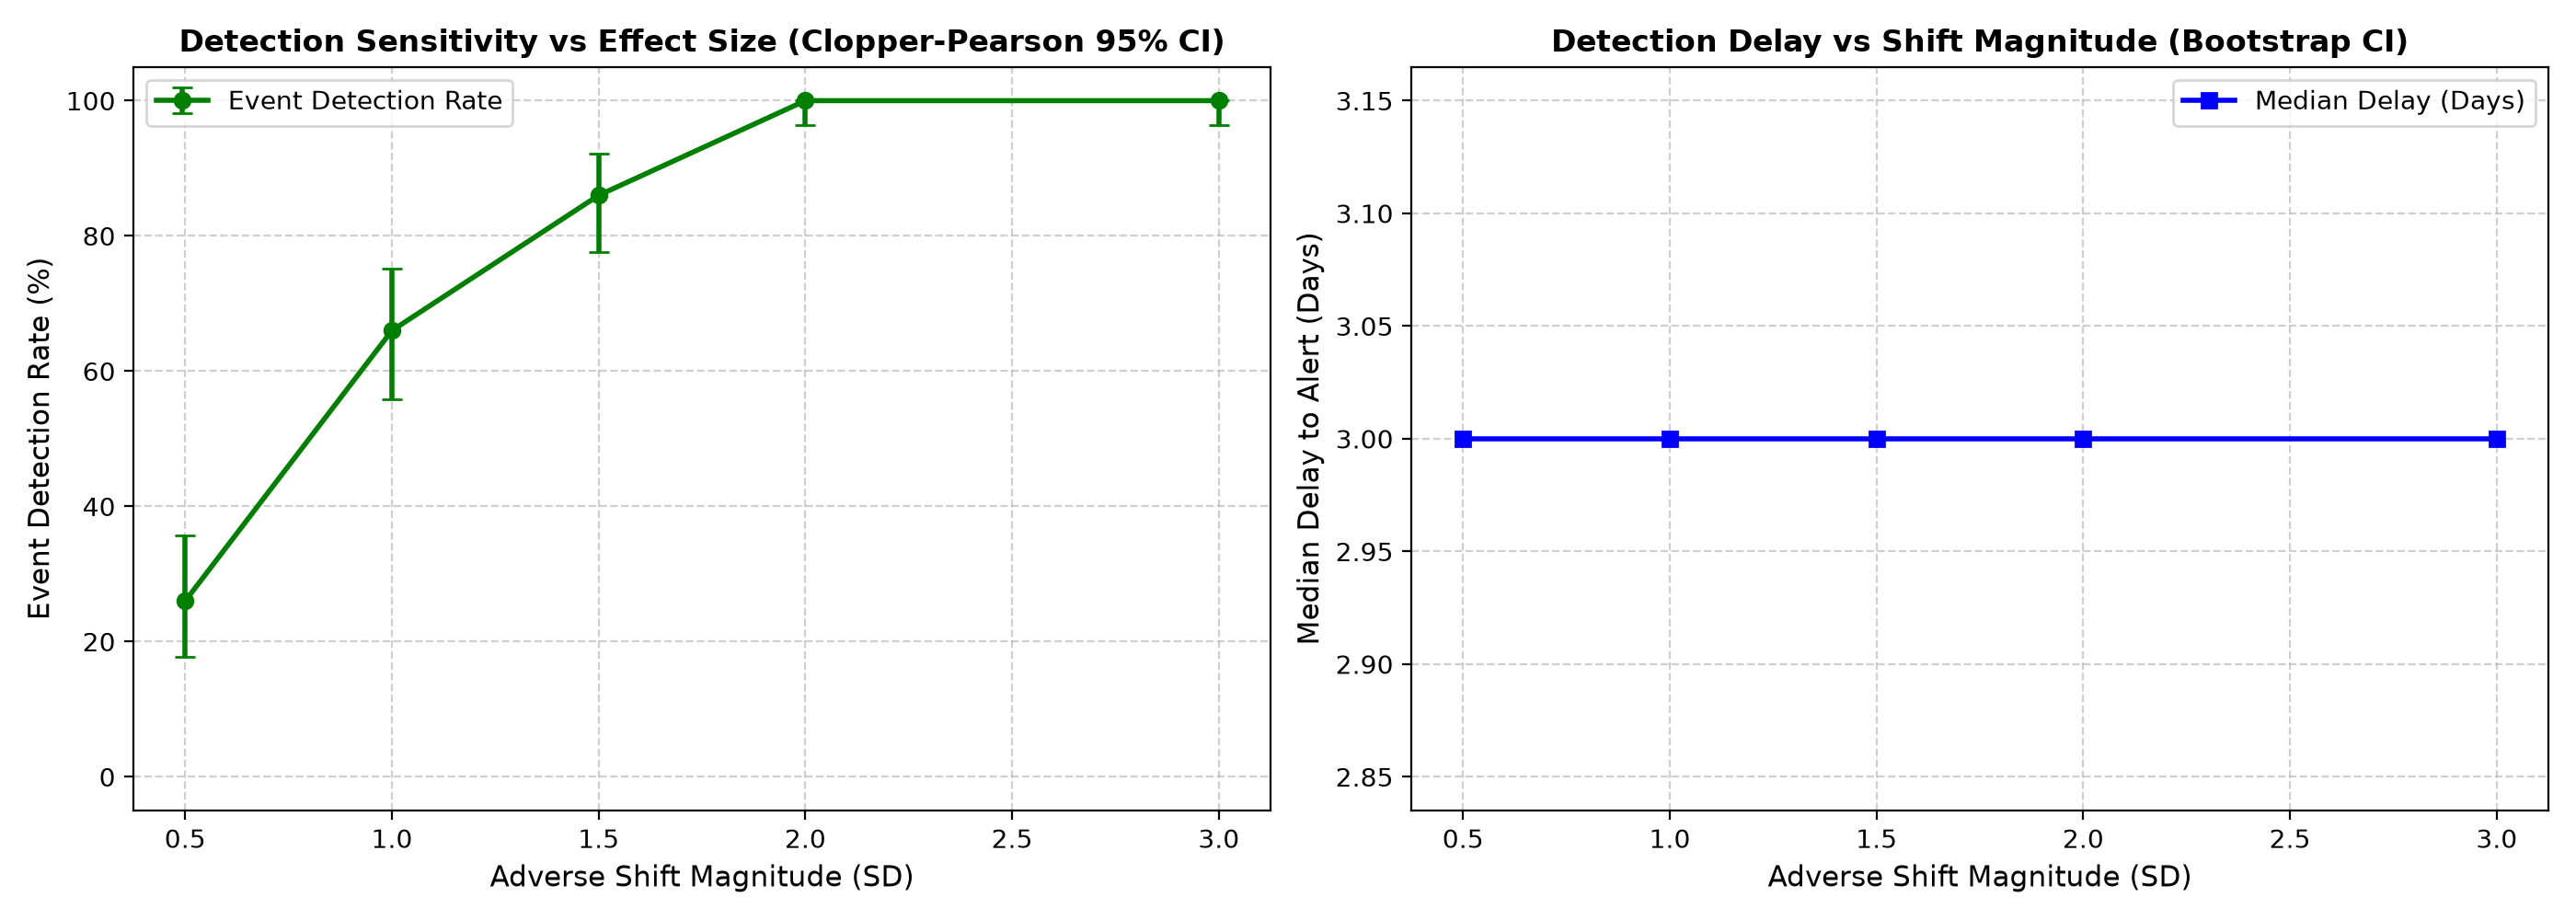 Detection Sensitivity vs Effect Size (Clopper-Pearson 95% CI)
Event Detection Rate
Event Detection Rate (%)
100
80
60
40
20
0
0.5 1.0 1.5 2.0 2.5 3.0
Adverse Shift Magnitude (SD)
Detection Delay vs Shift Magnitude (Bootstrap CI)
Median Delay (Days)
Median Delay to Alert (Days)
3.15
3.10
3.05
3.00
2.95
2.90
2.85
0.5 1.0 1.5 2.0 2.5 3.0
Adverse Shift Magnitude (SD)